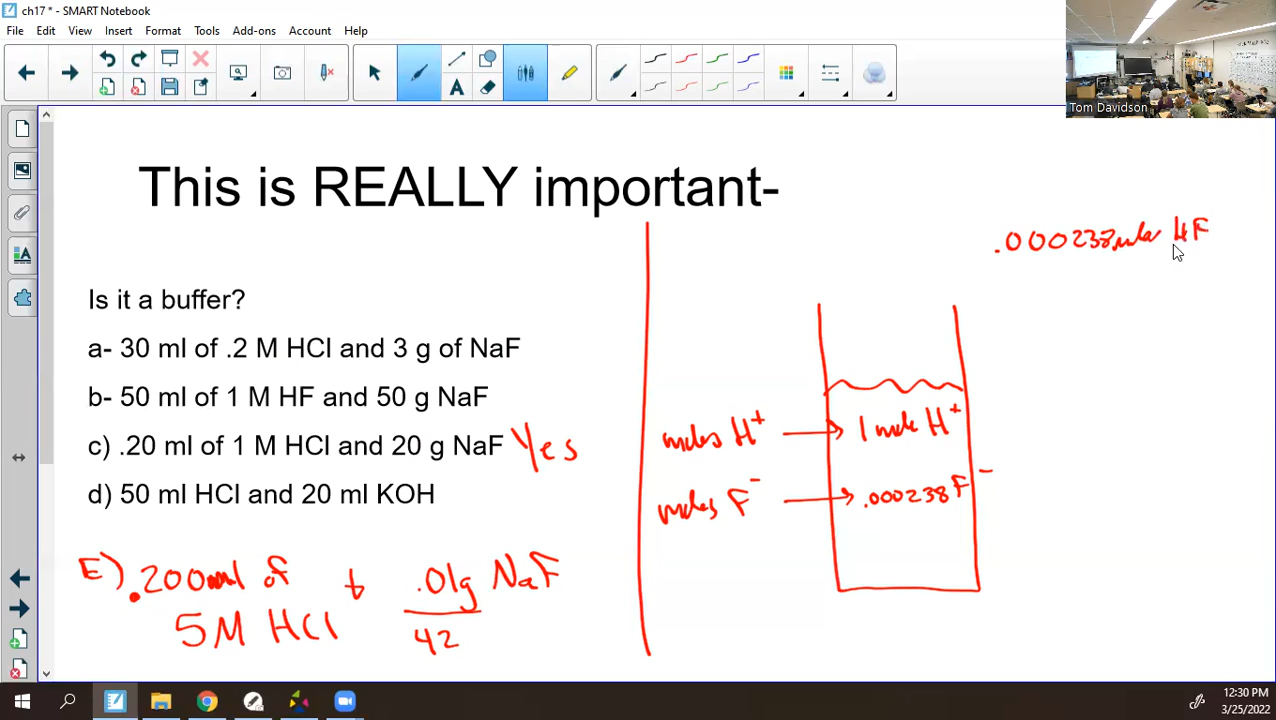 ch17 * - SMART Notebook
File Edit View Insert Format Tools Add-ons Account Help
Tom Davidson
This is REALLY important-
.000238 mole HF
Is it a buffer?
a- 30 ml of .2 M HCl and 3 g of NaF
b- 50 ml of 1 M HF and 50 g NaF
c) .20 ml of 1 M HCl and 20 g NaF Yes
d) 50 ml HCl and 20 ml KOH
moles H+ → 1 mole H+
moles F- → .000238 F-
E) .200ml of + .01g NaF
5M HCl 42
12:30 PM
3/25/2022